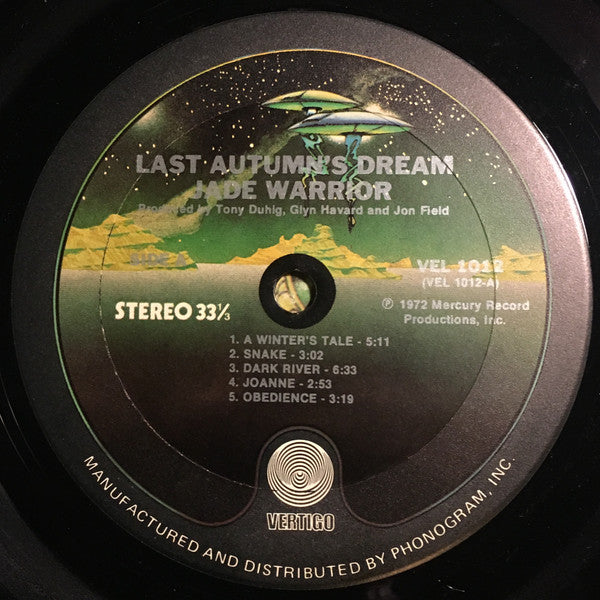 LAST AUTUMN'S DREAM
JADE WARRIOR
Produced by Tony Duhig, Glyn Havard and Jon Field
SIDE A
VEL 1012
(VEL 1012-A)
STEREO 33⅓
℗ 1972 Mercury Record
Productions, Inc.
1. A WINTER'S TALE - 5:11
2. SNAKE - 3:02
3. DARK RIVER - 6:33
4. JOANNE - 2:53
5. OBEDIENCE - 3:19
VERTIGO
MANUFACTURED AND DISTRIBUTED BY PHONOGRAM, INC.